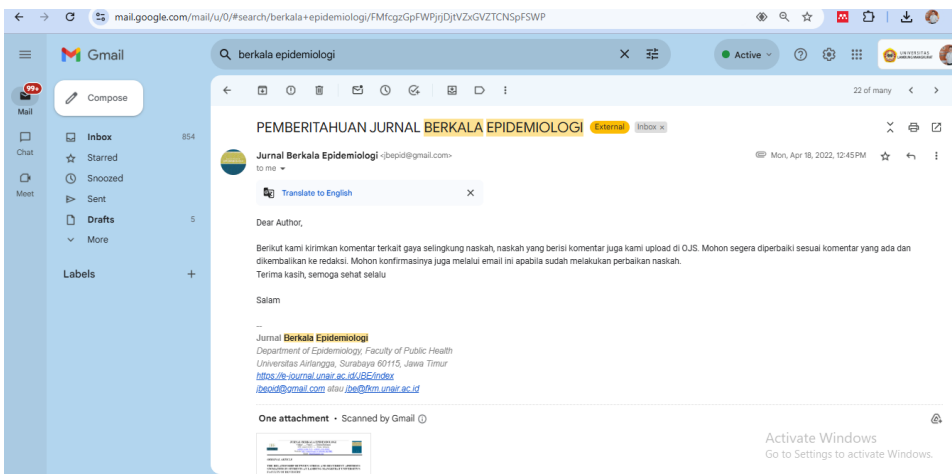 mail.google.com/mail/u/0/#search/berkala+epidemiologi/FMfcgzGpFWPjrjDjtVZxGVZTCNSpFSWP
Gmail
berkala epidemiologi
Active
UNIVERSITAS
99+
Mail
Chat
Meet
Compose
Inbox 854
Starred
Snoozed
Sent
Drafts 5
More
Labels +
22 of many
PEMBERITAHUAN JURNAL BERKALA EPIDEMIOLOGI External Inbox x
Jurnal Berkala Epidemiologi <jbepid@gmail.com> Mon, Apr 18, 2022, 12:45 PM
to me
Translate to English
Dear Author,
Berikut kami kirimkan komentar terkait gaya selingkung naskah, naskah yang berisi komentar juga kami upload di OJS. Mohon segera diperbaiki sesuai komentar yang ada dan
dikembalikan ke redaksi. Mohon konfirmasinya juga melalui email ini apabila sudah melakukan perbaikan naskah.
Terima kasih, semoga sehat selalu
Salam
--
Jurnal Berkala Epidemiologi
Department of Epidemiology, Faculty of Public Health
Universitas Airlangga, Surabaya 60115, Jawa Timur
https://e-journal.unair.ac.id/JBE/index
jbepid@gmail.com atau jbe@fkm.unair.ac.id
One attachment • Scanned by Gmail
Activate Windows
Go to Settings to activate Windows.